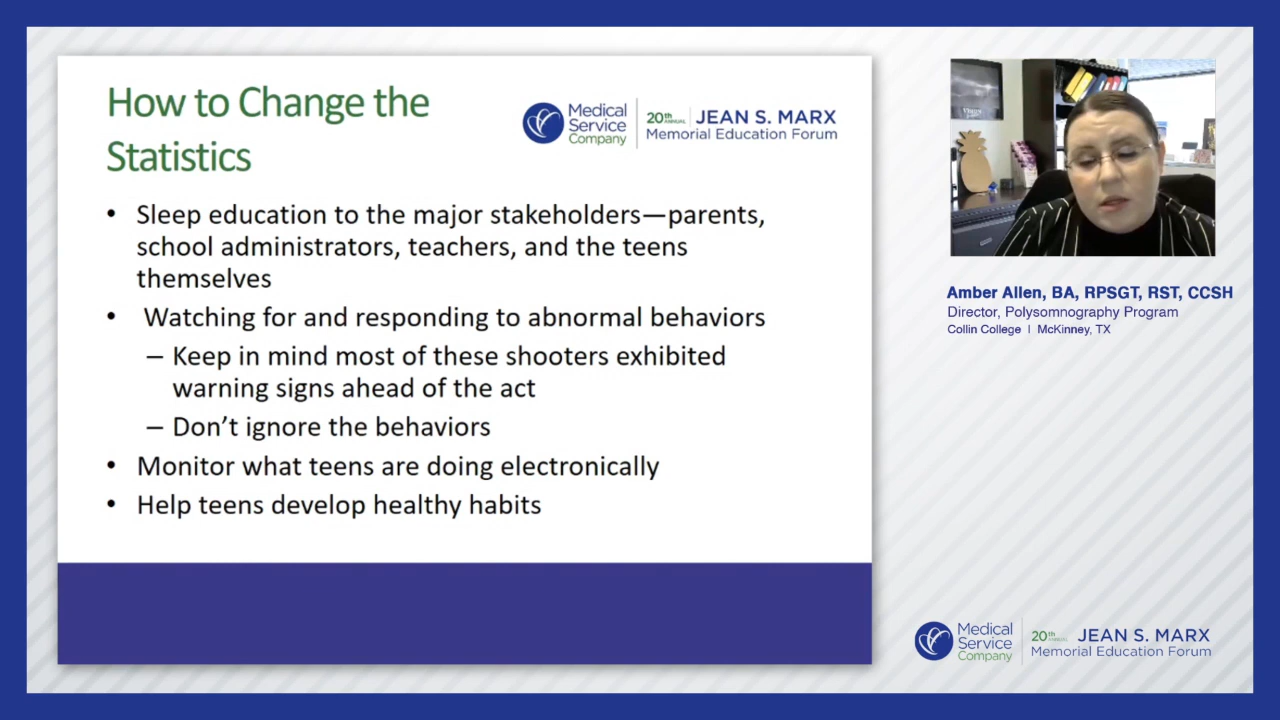 How to Change the
Statistics
Medical
Service
Company
20th
ANNUAL
JEAN S. MARX
Memorial Education Forum
• Sleep education to the major stakeholders—parents,
school administrators, teachers, and the teens
themselves
• Watching for and responding to abnormal behaviors
– Keep in mind most of these shooters exhibited
warning signs ahead of the act
– Don’t ignore the behaviors
• Monitor what teens are doing electronically
• Help teens develop healthy habits
Amber Allen, BA, RPSGT, RST, CCSH
Director, Polysomnography Program
Collin College | McKinney, TX
Medical
Service
Company
20th
ANNUAL
JEAN S. MARX
Memorial Education Forum